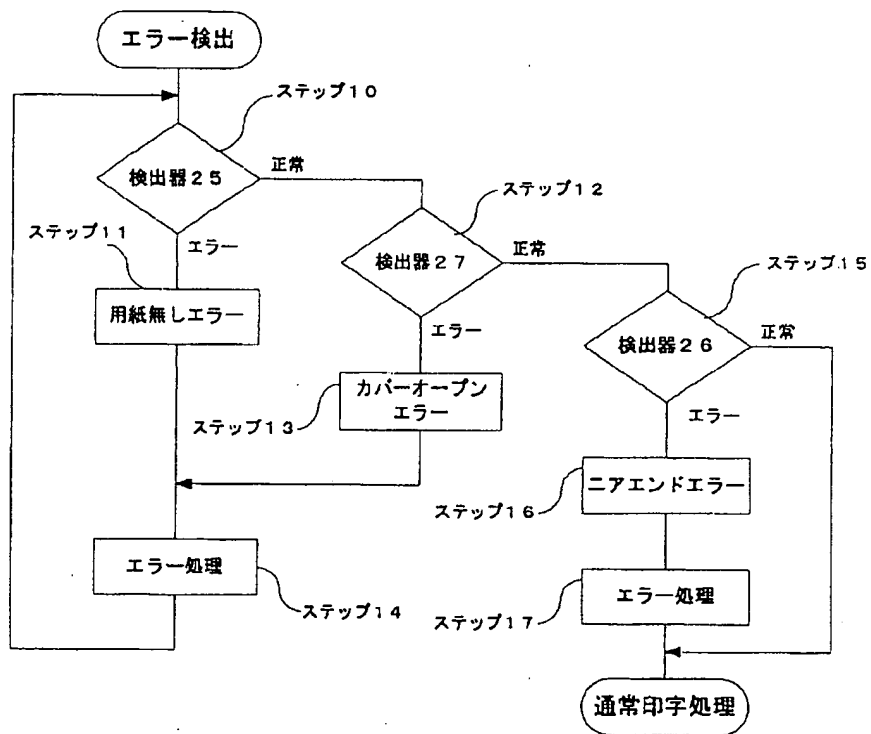 エラー検出
ステップ10
検出器25
正常
ステップ12
ステップ11
エラー
検出器27
正常
ステップ15
用紙無しエラー
エラー
検出器26
正常
カバーオープン
エラー
ステップ13
エラー
ニアエンドエラー
ステップ16
エラー処理
ステップ14
エラー処理
ステップ17
通常印字処理